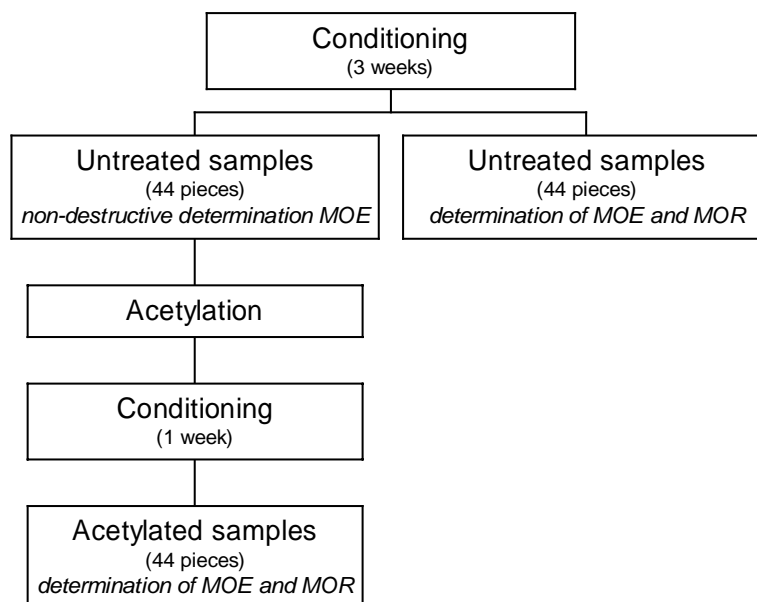 Conditioning
(3 weeks)
Untreated samples
(44 pieces)
non-destructive determination MOE
Untreated samples
(44 pieces)
determination of MOE and MOR
Acetylation
Conditioning
(1 week)
Acetylated samples
(44 pieces)
determination of MOE and MOR